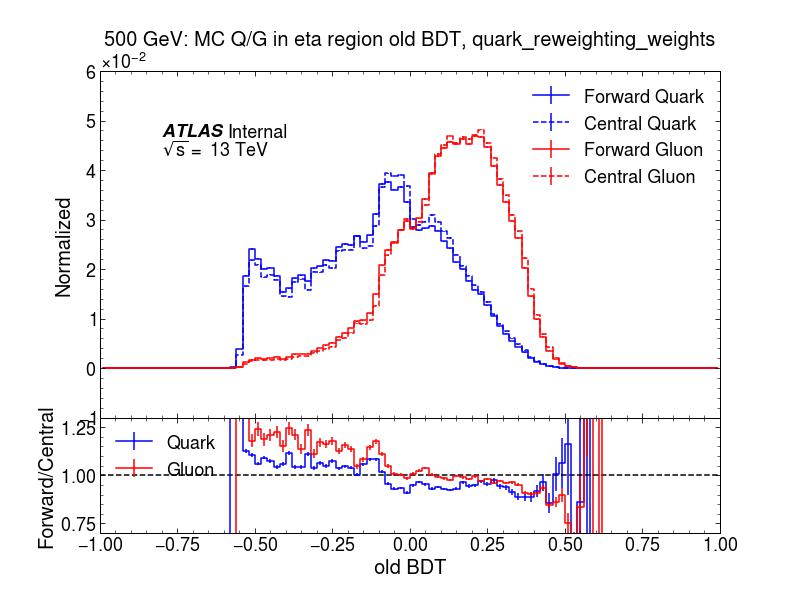 500 GeV: MC Q/G in eta region old BDT, quark_reweighting_weights
×10⁻²
6
5
4
3
2
1
0
1
Normalized
ATLAS Internal
√s = 13 TeV
Forward Quark
Central Quark
Forward Gluon
Central Gluon
1.25
1.00
0.75
Forward/Central
Quark
Gluon
−1.00 −0.75 −0.50 −0.25 0.00 0.25 0.50 0.75 1.00
old BDT